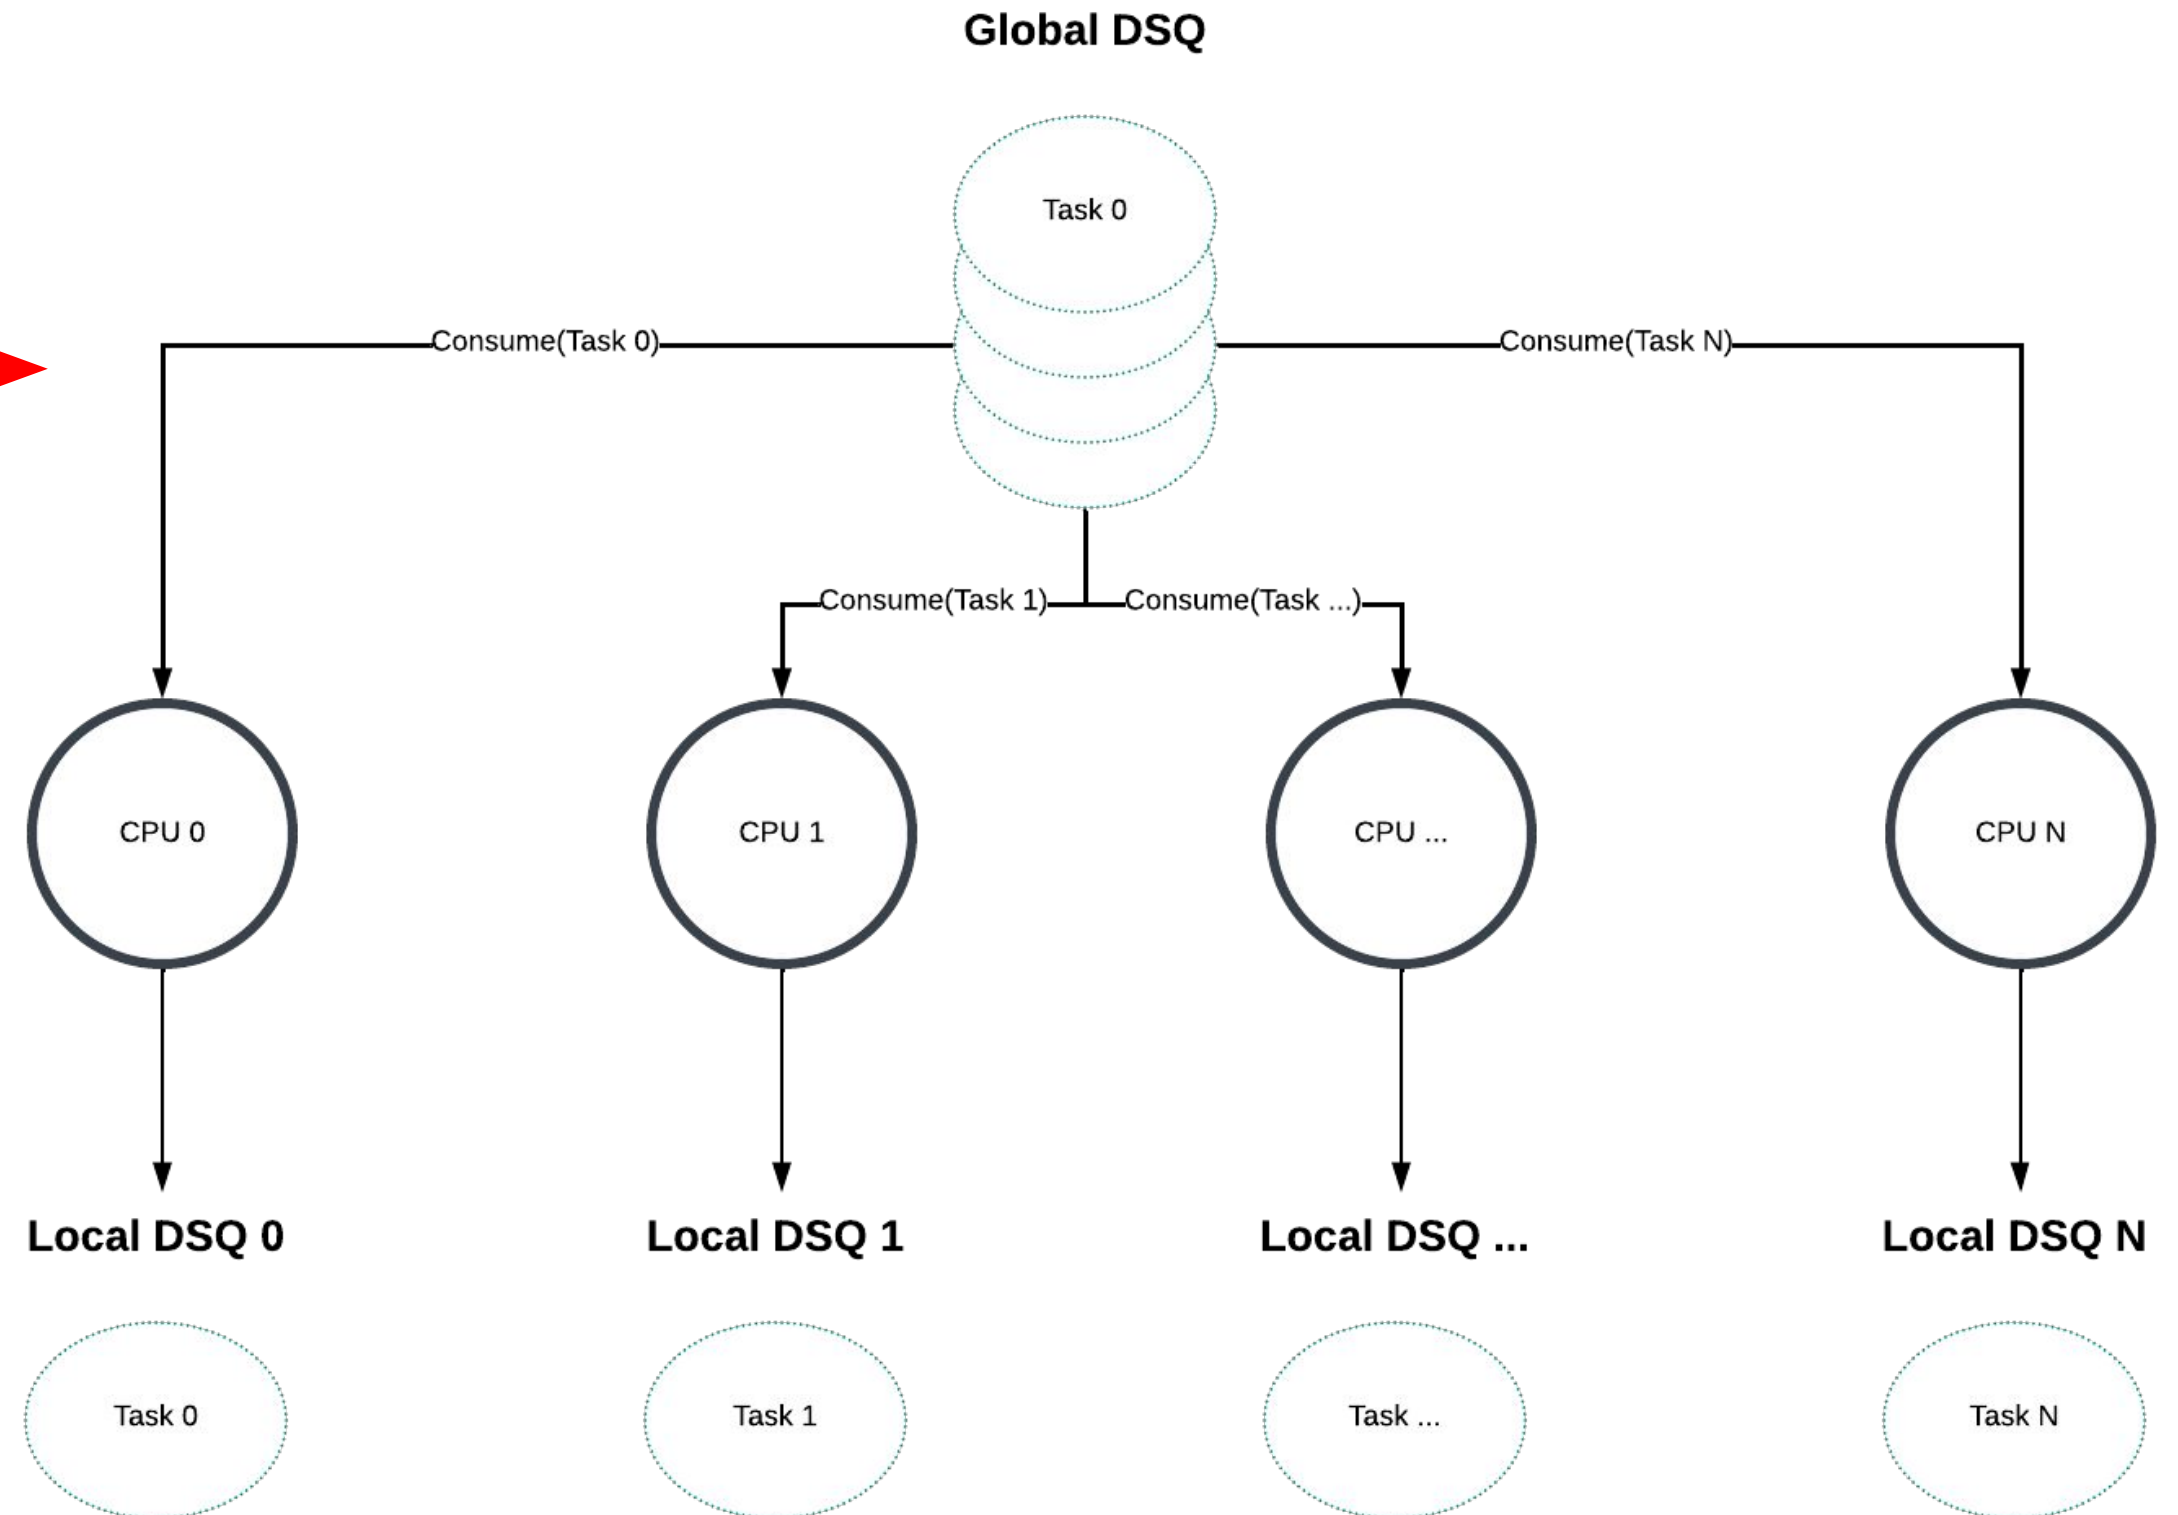 Global DSQ
Task 0
Consume(Task 0)
Consume(Task N)
Consume(Task 1)
Consume(Task ...)
CPU 0
CPU 1
CPU ...
CPU N
Local DSQ 0
Local DSQ 1
Local DSQ ...
Local DSQ N
Task 0
Task 1
Task ...
Task N